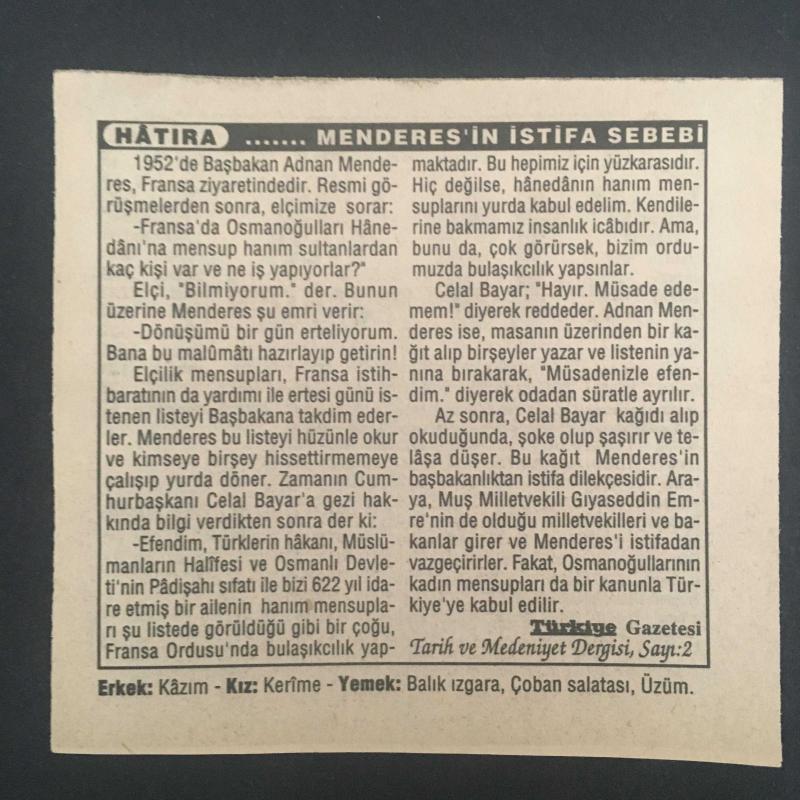 HÂTIRA ....... MENDERES'İN İSTİFA SEBEBİ
1952'de Başbakan Adnan Mende-
res, Fransa ziyaretindedir. Resmi gö-
rüşmelerden sonra, elçimize sorar:
-Fransa'da Osmanoğulları Hâne-
dânı'na mensup hanım sultanlardan
kaç kişi var ve ne iş yapıyorlar?"
Elçi, "Bilmiyorum." der. Bunun
üzerine Menderes şu emri verir:
-Dönüşümü bir gün erteliyorum.
Bana bu malûmâtı hazırlayıp getirin!
Elçilik mensupları, Fransa istih-
baratının da yardımı ile ertesi günü is-
tenen listeyi Başbakana takdim eder-
ler. Menderes bu listeyi hüzünle okur
ve kimseye birşey hissettirmemeye
çalışıp yurda döner. Zamanın Cum-
hurbaşkanı Celal Bayar'a gezi hak-
kında bilgi verdikten sonra der ki:
-Efendim, Türklerin hâkanı, Müslü-
manların Halîfesi ve Osmanlı Devle-
ti'nin Pâdişahı sıfatı ile bizi 622 yıl ida-
re etmiş bir ailenin hanım mensupla-
rı şu listede görüldüğü gibi bir çoğu,
Fransa Ordusu'nda bulaşıkcılık yap-
maktadır. Bu hepimiz için yüzkarasıdır.
Hiç değilse, hânedânın hanım men-
suplarını yurda kabul edelim. Kendile-
rine bakmamız insanlık icâbıdır. Ama,
bunu da, çok görürsek, bizim ordu-
muzda bulaşıkcılık yapsınlar.
Celal Bayar; "Hayır. Müsade ede-
mem!" diyerek reddeder. Adnan Men-
deres ise, masanın üzerinden bir ka-
ğıt alıp birşeyler yazar ve listenin ya-
nına bırakarak, "Müsadenizle efen-
dim." diyerek odadan süratle ayrılır.
Az sonra, Celal Bayar kağıdı alıp
okuduğunda, şoke olup şaşırır ve te-
lâşa düşer. Bu kağıt Menderes'in
başbakanlıktan istifa dilekçesidir. Ara-
ya, Muş Milletvekili Gıyaseddin Em-
re'nin de olduğu milletvekilleri ve ba-
kanlar girer ve Menderes'i istifadan
vazgeçirirler. Fakat, Osmanoğullarının
kadın mensupları da bir kanunla Tür-
kiye'ye kabul edilir.
Türkiye Gazetesi
Tarih ve Medeniyet Dergisi, Sayı:2
Erkek: Kâzım - Kız: Kerîme - Yemek: Balık ızgara, Çoban salatası, Üzüm.